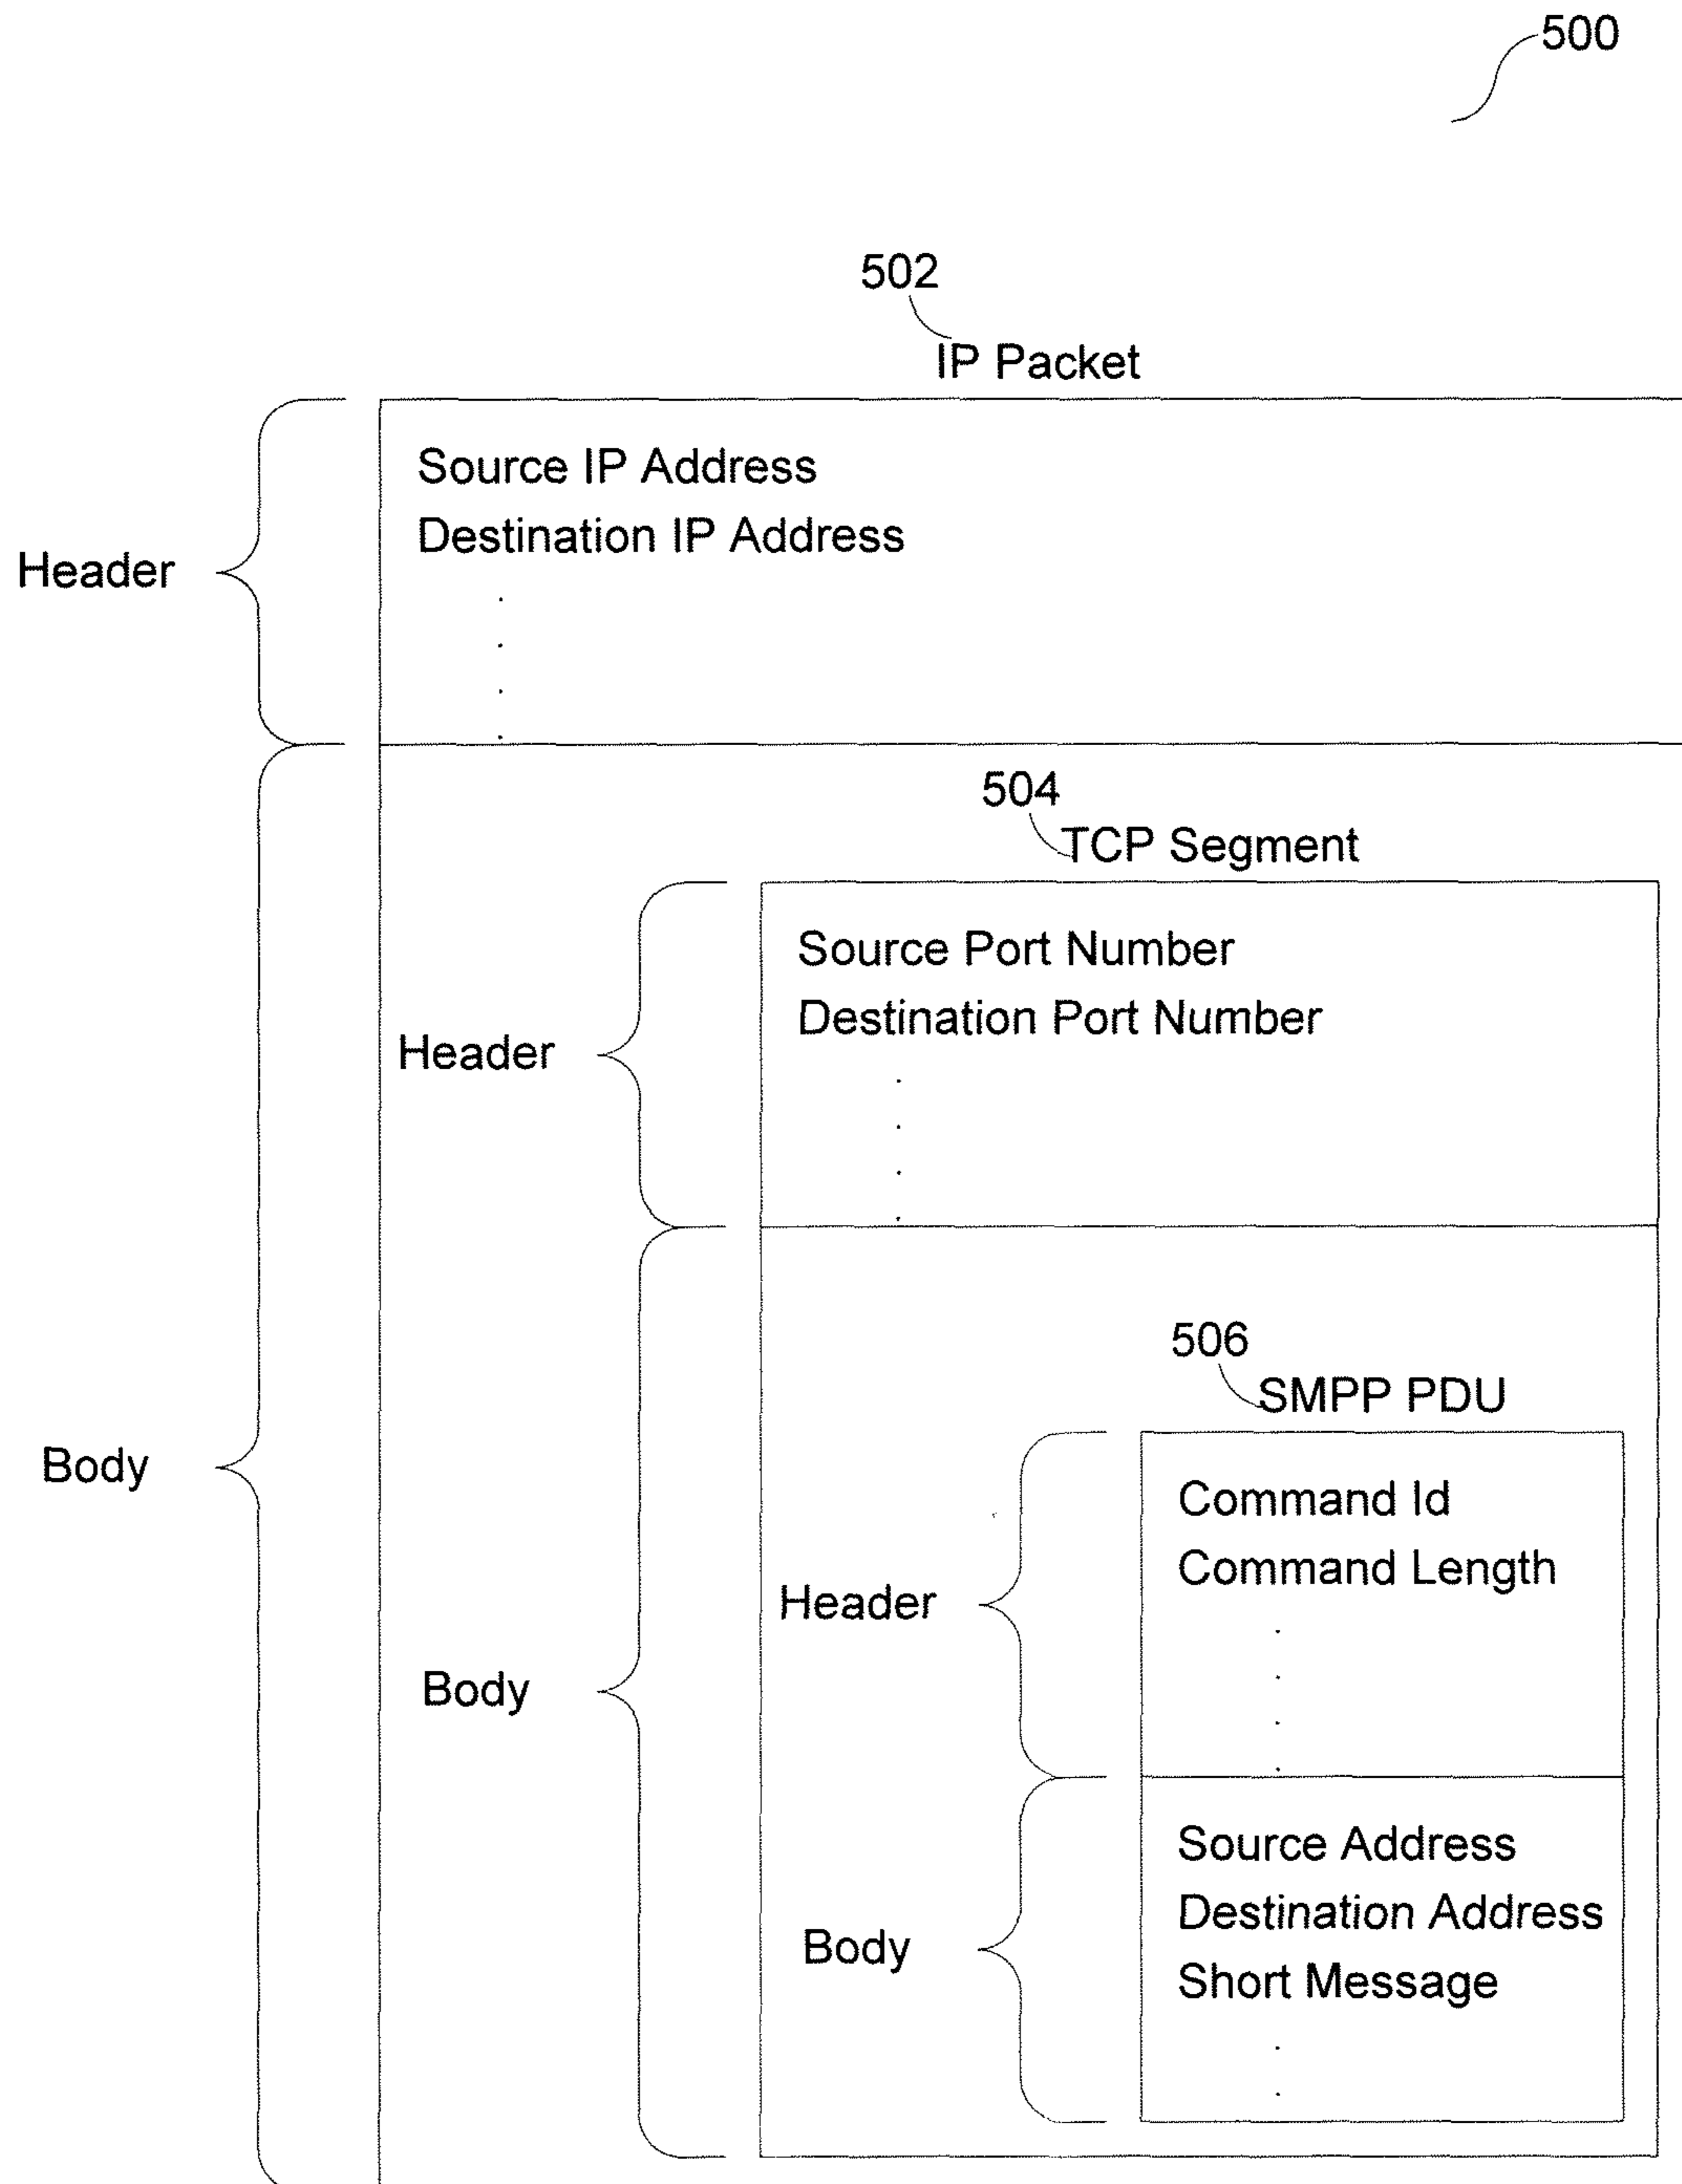 500
502
IP Packet
Source IP Address
Destination IP Address
Header
504
TCP Segment
Source Port Number
Destination Port Number
Header
506
SMPP PDU
Body
Command Id
Command Length
Header
Body
Source Address
Destination Address
Body
Short Message